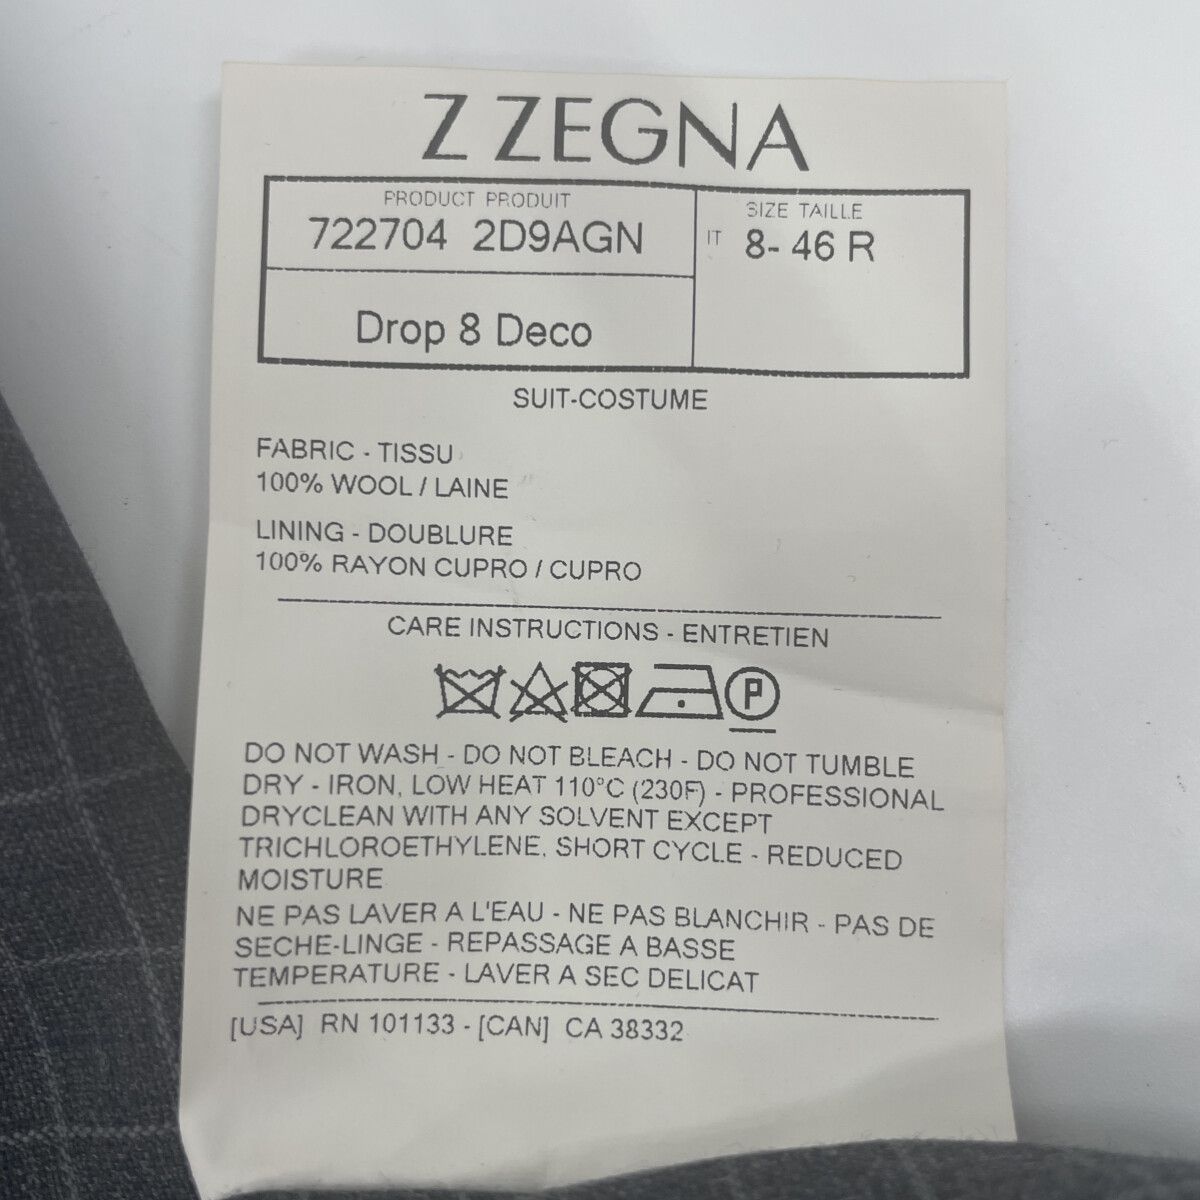 Z ZEGNA
PRODUCT PRODUIT
722704 2D9AGN
SIZE TAILLE
IT 8- 46 R
Drop 8 Deco
SUIT-COSTUME
FABRIC - TISSU
100% WOOL / LAINE
LINING - DOUBLURE
100% RAYON CUPRO / CUPRO
CARE INSTRUCTIONS - ENTRETIEN
P
DO NOT WASH - DO NOT BLEACH - DO NOT TUMBLE
DRY - IRON, LOW HEAT 110°C (230F) - PROFESSIONAL
DRYCLEAN WITH ANY SOLVENT EXCEPT
TRICHLOROETHYLENE, SHORT CYCLE - REDUCED
MOISTURE
NE PAS LAVER A L'EAU - NE PAS BLANCHIR - PAS DE
SECHE-LINGE - REPASSAGE A BASSE
TEMPERATURE - LAVER A SEC DELICAT
[USA] RN 101133 - [CAN] CA 38332